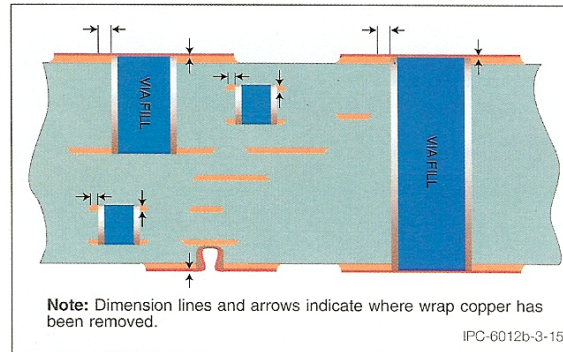 VIA FILL
VIA FILL
Note: Dimension lines and arrows indicate where wrap copper has
been removed.
IPC-6012b-3-15